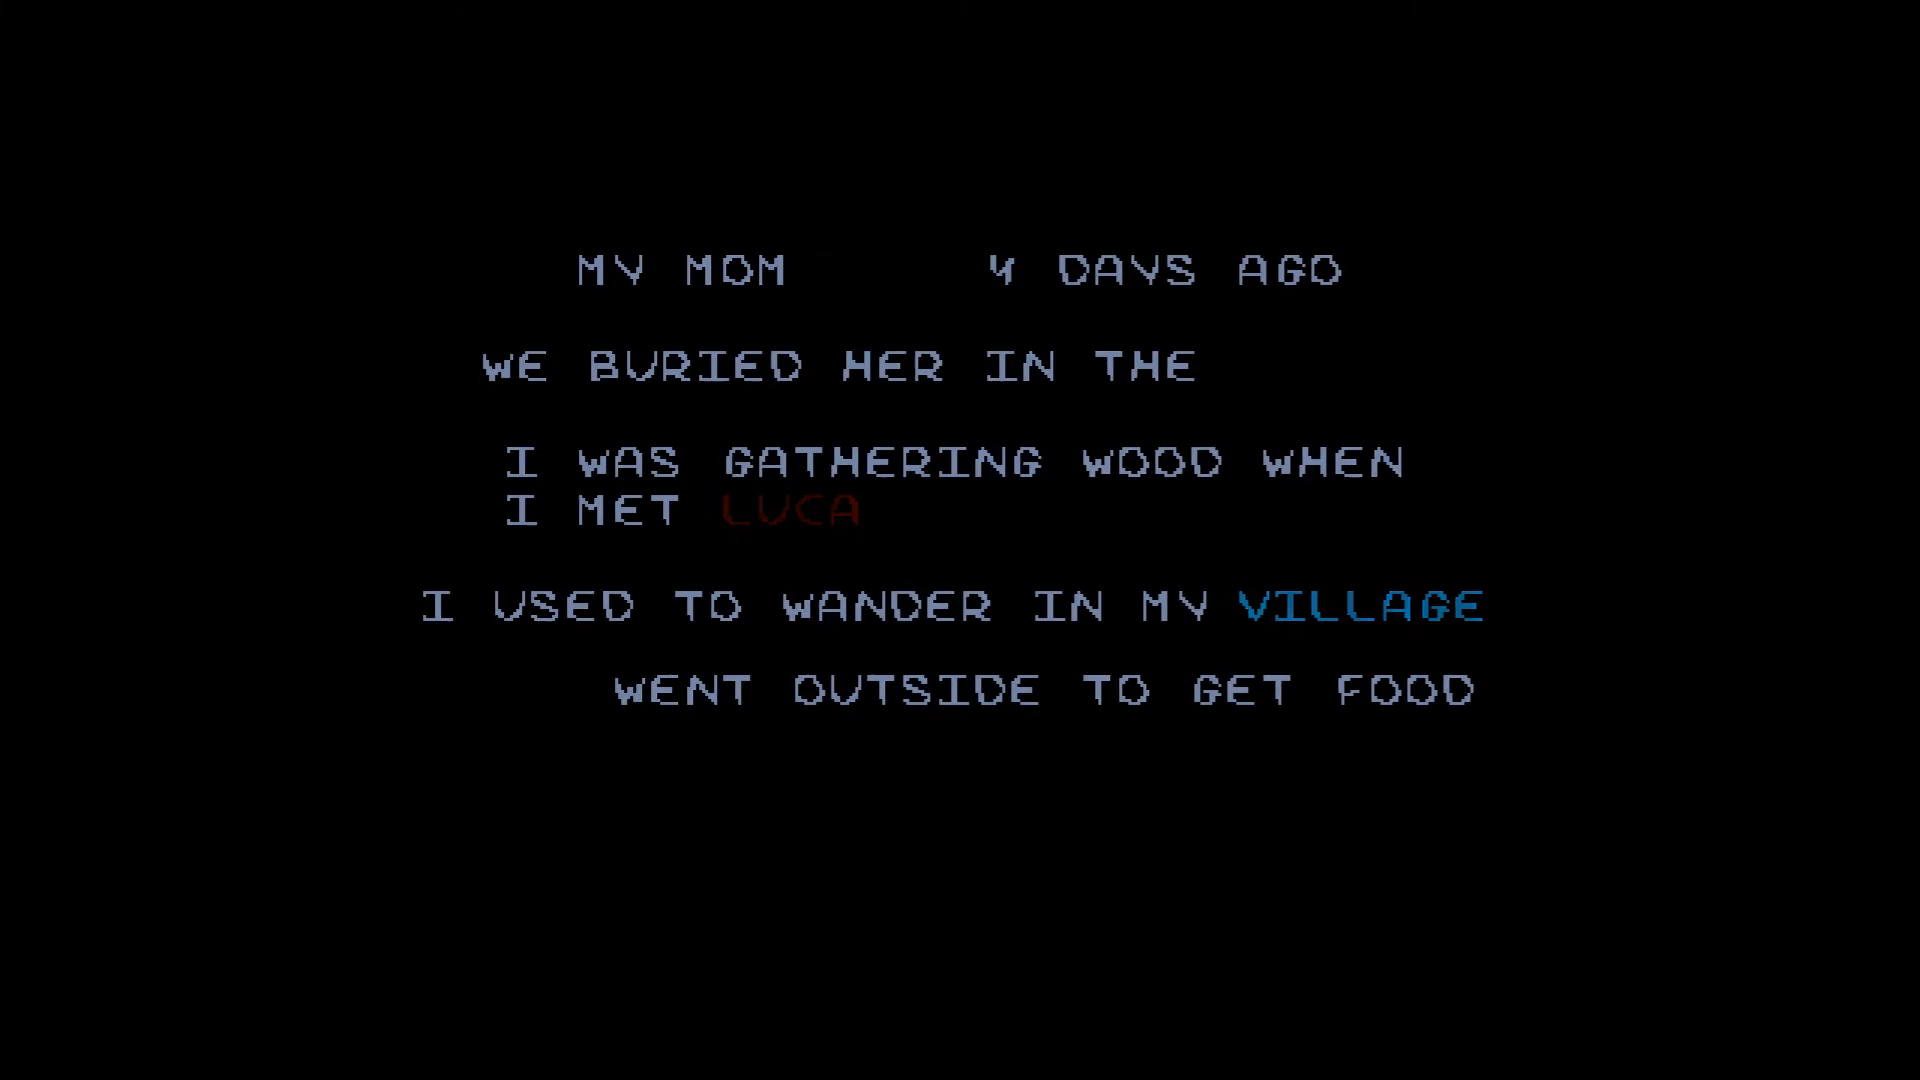 MY MOM 4 DAYS AGO
WE BURIED HER IN THE
I WAS GATHERING WOOD WHEN
I MET LUCA
I USED TO WANDER IN MY VILLAGE
WENT OUTSIDE TO GET FOOD